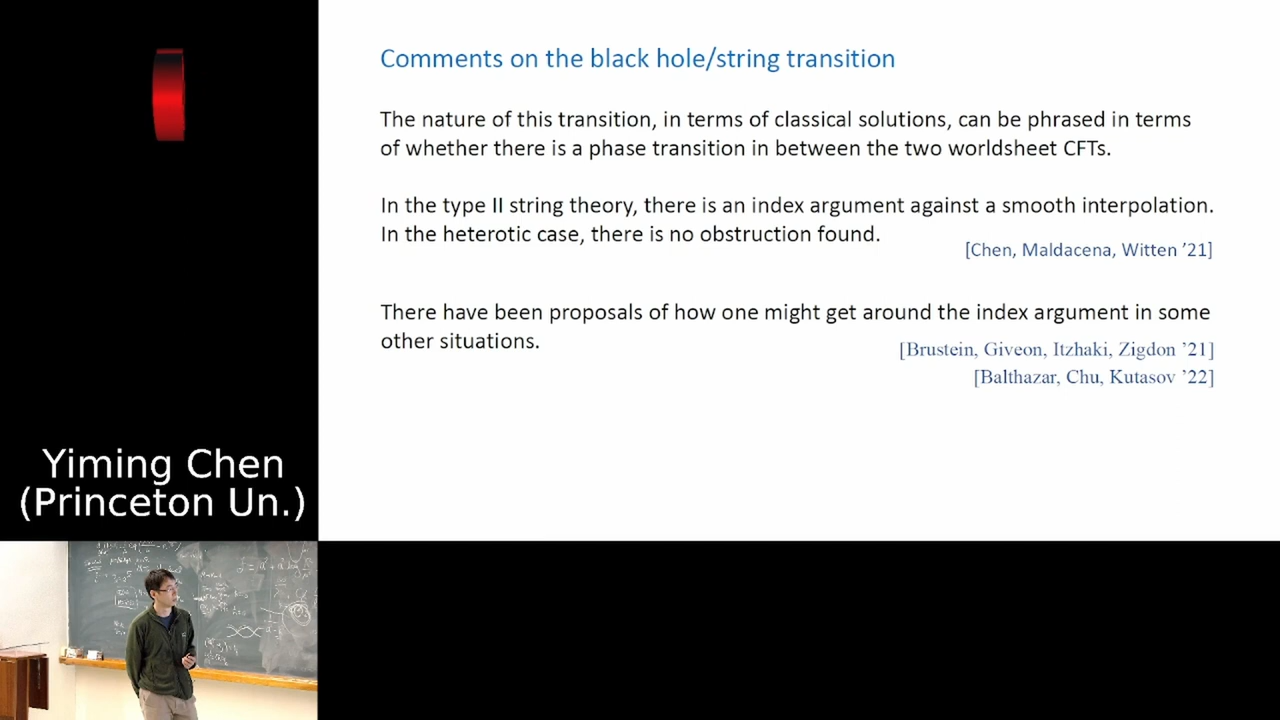 Comments on the black hole/string transition
The nature of this transition, in terms of classical solutions, can be phrased in terms
of whether there is a phase transition in between the two worldsheet CFTs.
In the type II string theory, there is an index argument against a smooth interpolation.
In the heterotic case, there is no obstruction found.
[Chen, Maldacena, Witten ’21]
There have been proposals of how one might get around the index argument in some
other situations.
[Brustein, Giveon, Itzhaki, Zigdon ’21]
[Balthazar, Chu, Kutasov ’22]
Yiming Chen
(Princeton Un.)